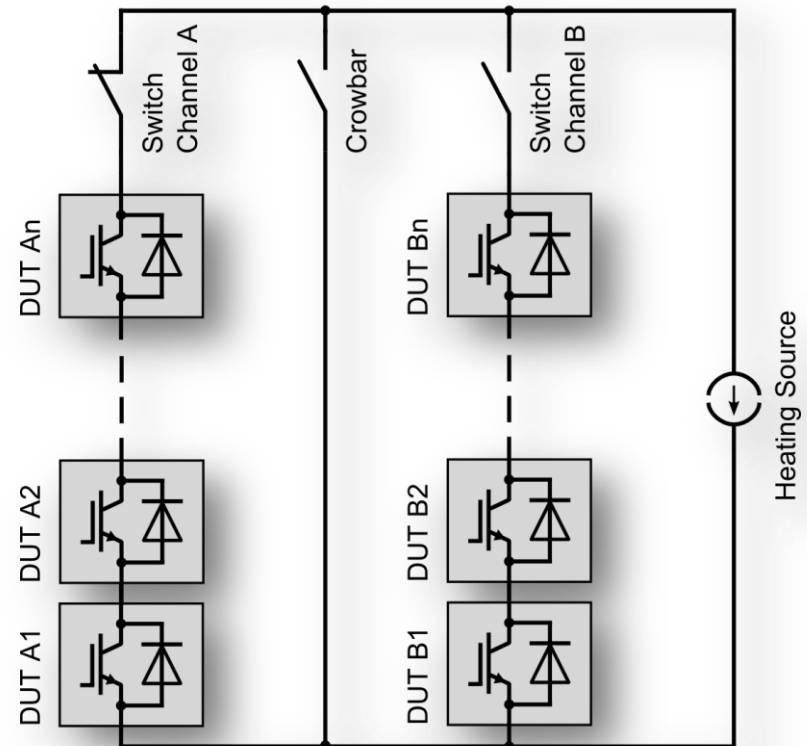 Switch
Channel A
Crowbar
Switch
Channel B
DUT An
DUT Bn
Heating Source
DUT A2
DUT B2
DUT A1
DUT B1